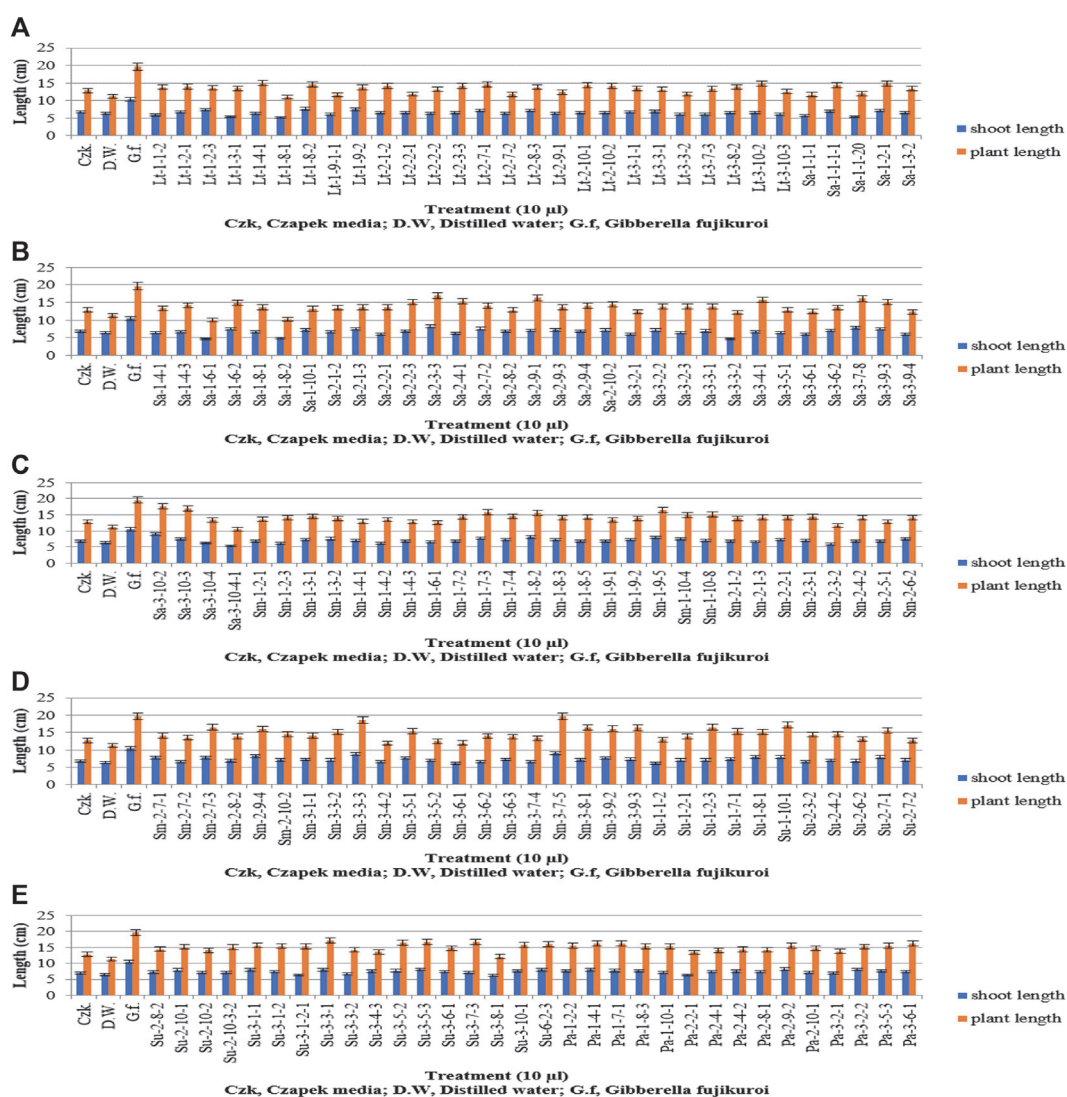 A
25
20
15
10
5
0
Length (cm)
shoot length
plant length
Czk. D.W. G.f. Lt-1-1-2 Lt-1-2-1 Lt-1-2-3 Lt-1-3-1 Lt-1-4-1 Lt-1-8-1 Lt-1-8-2 Lt-1-9-1-1 Lt-1-9-2 Lt-2-1-2 Lt-2-2-1 Lt-2-2-2 Lt-2-3-3 Lt-2-7-1 Lt-2-7-2 Lt-2-8-3 Lt-2-9-1 Lt-2-10-1 Lt-2-10-2 Lt-3-1-1 Lt-3-3-1 Lt-3-3-2 Lt-3-7-3 Lt-3-8-2 Lt-3-10-2 Lt-3-10-3 Sa-1-1-1 Sa-1-1-1-1 Sa-1-1-20 Sa-1-2-1 Sa-1-3-2
Treatment (10 µl)
Czk, Czapek media; D.W, Distilled water; G.f, Gibberella fujikuroi
B
25
20
15
10
5
0
Length (cm)
shoot length
plant length
Czk. D.W. G.f. Sa-1-4-1 Sa-1-4-3 Sa-1-6-1 Sa-1-6-2 Sa-1-8-1 Sa-1-8-2 Sa-1-10-1 Sa-2-1-2 Sa-2-1-3 Sa-2-2-1 Sa-2-2-3 Sa-2-3-3 Sa-2-4-1 Sa-2-7-2 Sa-2-8-2 Sa-2-9-1 Sa-2-9-3 Sa-2-9-4 Sa-2-10-2 Sa-3-2-1 Sa-3-2-2 Sa-3-2-3 Sa-3-3-1 Sa-3-3-2 Sa-3-4-1 Sa-3-5-1 Sa-3-6-1 Sa-3-6-2 Sa-3-7-8 Sa-3-9-3 Sa-3-9-4
Treatment (10 µl)
Czk, Czapek media; D.W, Distilled water; G.f, Gibberella fujikuroi
C
25
20
15
10
5
0
Length (cm)
shoot length
plant length
Czk. D.W. G.f. Sa-3-10-2 Sa-3-10-3 Sa-3-10-4 Sa-3-10-4-1 Sm-1-2-1 Sm-1-2-3 Sm-1-3-1 Sm-1-3-2 Sm-1-4-1 Sm-1-4-2 Sm-1-4-3 Sm-1-6-1 Sm-1-7-2 Sm-1-7-3 Sm-1-7-4 Sm-1-8-2 Sm-1-8-3 Sm-1-8-5 Sm-1-9-1 Sm-1-9-2 Sm-1-9-3 Sm-1-10-4 Sm-1-10-8 Sm-2-1-2 Sm-2-1-3 Sm-2-2-1 Sm-2-3-1 Sm-2-3-2 Sm-2-4-2 Sm-2-5-1 Sm-2-6-2
Treatment (10 µl)
Czk, Czapek media; D.W, Distilled water; G.f, Gibberella fujikuroi
D
25
20
15
10
5
0
Length (cm)
shoot length
plant length
Czk. D.W. G.f. Sm-2-7-1 Sm-2-7-2 Sm-2-7-3 Sm-2-8-2 Sm-2-9-4 Sm-2-10-2 Sm-3-1-1 Sm-3-3-2 Sm-3-3-3 Sm-3-4-2 Sm-3-5-1 Sm-3-5-2 Sm-3-6-1 Sm-3-6-2 Sm-3-6-3 Sm-3-7-4 Sm-3-7-5 Sm-3-8-1 Sm-3-9-2 Sm-3-9-3 Su-1-1-2 Su-1-2-1 Su-1-2-3 Su-1-7-1 Su-1-8-1 Su-1-10-1 Su-2-3-2 Su-2-4-2 Su-2-6-2 Su-2-7-1 Su-2-7-2
Treatment (10 µl)
Czk, Czapek media; D.W, Distilled water; G.f, Gibberella fujikuroi
E
25
20
15
10
5
0
Length (cm)
shoot length
plant length
Czk. D.W. G.f. Su-2-8-2 Su-2-10-1 Su-2-10-2 Su-2-10-3-2 Su-3-1-1 Su-3-1-2 Su-3-1-2-1 Su-3-3-1 Su-3-3-2 Su-3-4-3 Su-3-5-2 Su-3-5-3 Su-3-6-1 Su-3-7-3 Su-3-8-1 Su-3-10-1 Su-6-2-3 Pa-1-2-2 Pa-1-4-1 Pa-1-7-1 Pa-1-8-3 Pa-1-10-1 Pa-2-2-1 Pa-2-4-1 Pa-2-4-2 Pa-2-8-1 Pa-2-9-2 Pa-2-10-1 Pa-3-2-1 Pa-3-2-2 Pa-3-5-3 Pa-3-6-1
Treatment (10 µl)
Czk, Czapek media; D.W, Distilled water; G.f, Gibberella fujikuroi